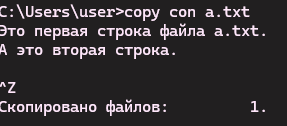 C:\Users\user>copy con a.txt
Это первая строка файла a.txt.
А это вторая строка.
^Z
Скопировано файлов:         1.